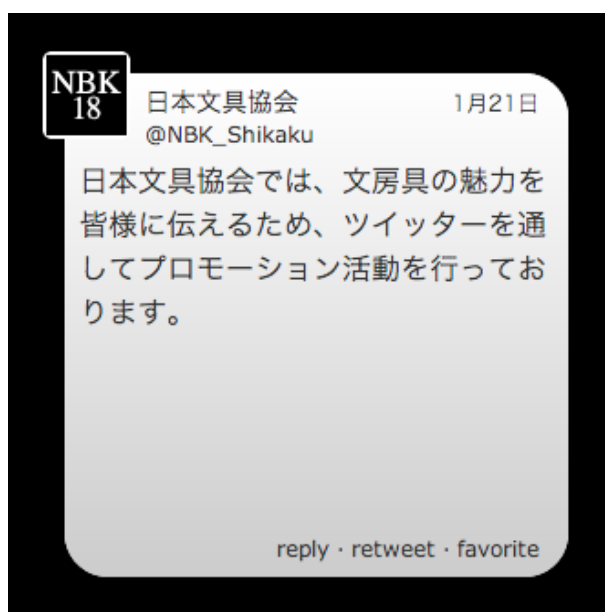 NBK
18
日本文具協会 1月21日
@NBK_Shikaku
日本文具協会では、文房具の魅力を
皆様に伝えるため、ツイッターを通
してプロモーション活動を行ってお
ります。
reply · retweet · favorite